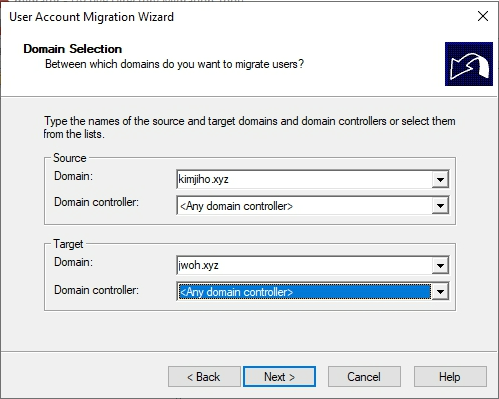 User Account Migration Wizard
Domain Selection
Between which domains do you want to migrate users?
Type the names of the source and target domains and domain controllers or select them
from the lists.
Source
Domain:
kimjiho.xyz
Domain controller:
<Any domain controller>
Target
Domain:
jwoh.xyz
Domain controller:
<Any domain controller>
< Back
Next >
Cancel
Help